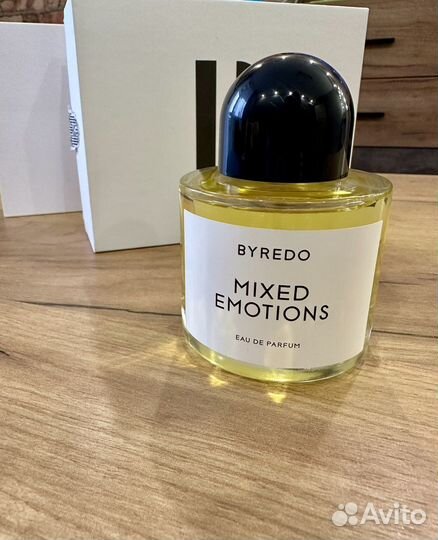 BYREDO
MIXED
EMOTIONS
EAU DE PARFUM
Avito